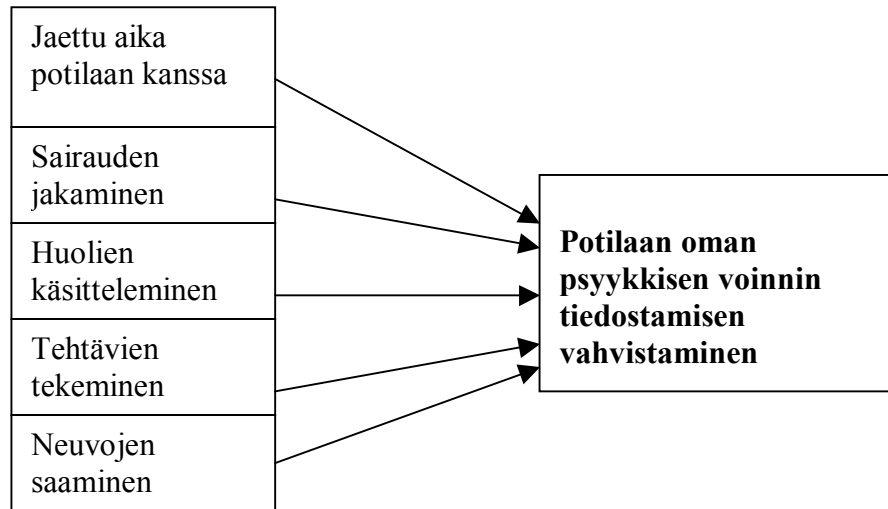 Jaettu aika
potilaan kanssa
Sairauden
jakaminen
Huolien
käsitteleminen
Tehtävien
tekeminen
Neuvojen
saaminen
Potilaan oman
psyykkisen voinnin
tiedostamisen
vahvistaminen